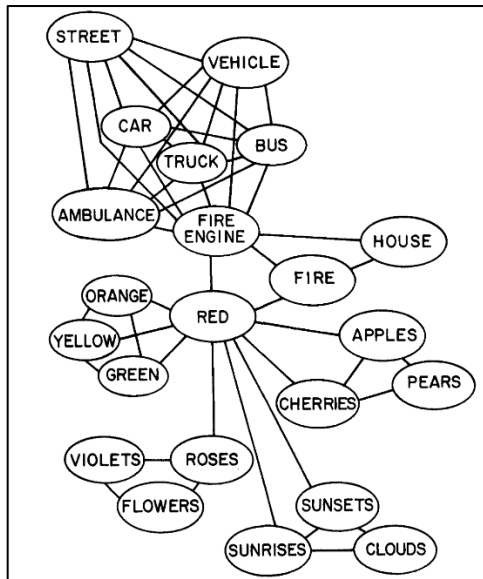 STREET
VEHICLE
CAR
BUS
TRUCK
AMBULANCE
FIRE
ENGINE
HOUSE
FIRE
ORANGE
RED
YELLOW
APPLES
GREEN
PEARS
CHERRIES
VIOLETS
ROSES
FLOWERS
SUNSETS
SUNRISES
CLOUDS